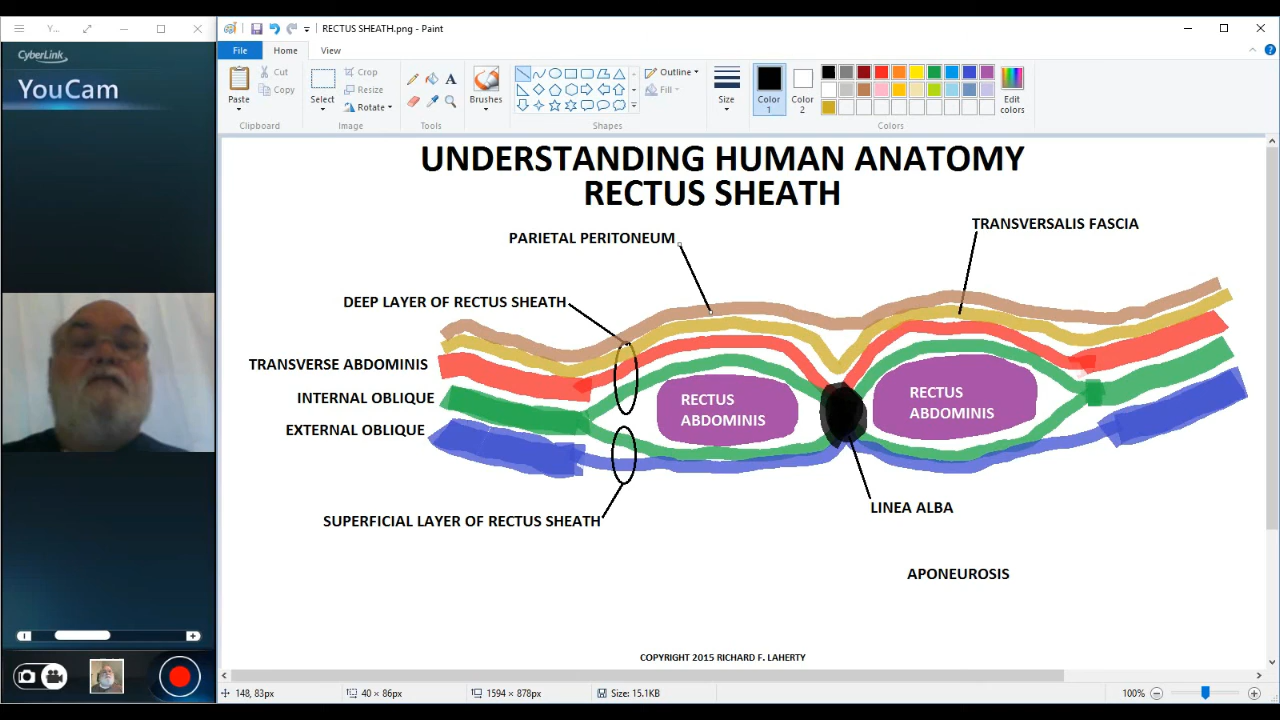 Y...
CyberLink
YouCam
RECTUS SHEATH.png - Paint
File
Home
View
Paste
Cut
Copy
Clipboard
Select
Crop
Resize
Rotate
Image
A
Tools
Brushes
Outline
Fill
Shapes
Size
Color
1
Color
2
Edit
colors
Colors
UNDERSTANDING HUMAN ANATOMY
RECTUS SHEATH
TRANSVERSALIS FASCIA
PARIETAL PERITONEUM
DEEP LAYER OF RECTUS SHEATH
TRANSVERSE ABDOMINIS
INTERNAL OBLIQUE
EXTERNAL OBLIQUE
RECTUS
ABDOMINIS
RECTUS
ABDOMINIS
LINEA ALBA
SUPERFICIAL LAYER OF RECTUS SHEATH
APONEUROSIS
COPYRIGHT 2015 RICHARD F. LAHERTY
148, 83px
40 × 86px
1594 × 878px
Size: 15.1KB
100%